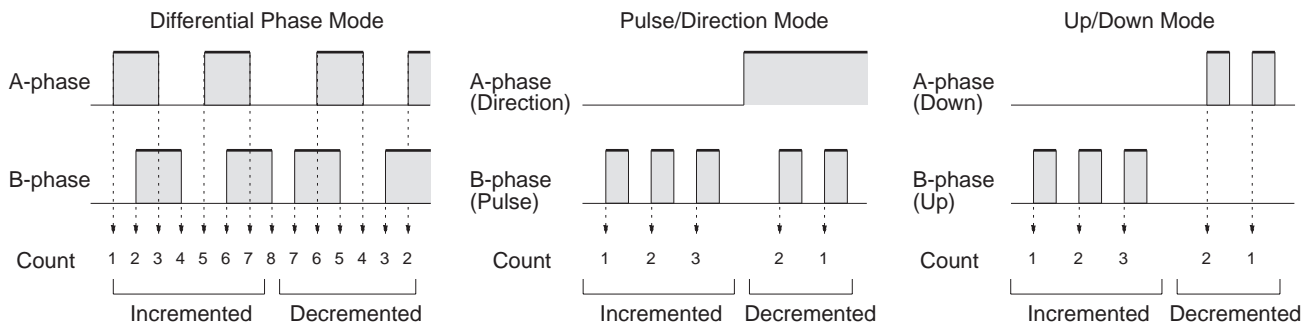 Differential Phase Mode
A-phase
B-phase
Count 1 2 3 4 5 6 7 8 7 6 5 4 3 2
Incremented Decremented
Pulse/Direction Mode
A-phase
(Direction)
B-phase
(Pulse)
Count 1 2 3 2 1
Incremented Decremented
Up/Down Mode
A-phase
(Down)
B-phase
(Up)
Count 1 2 3 2 1
Incremented Decremented